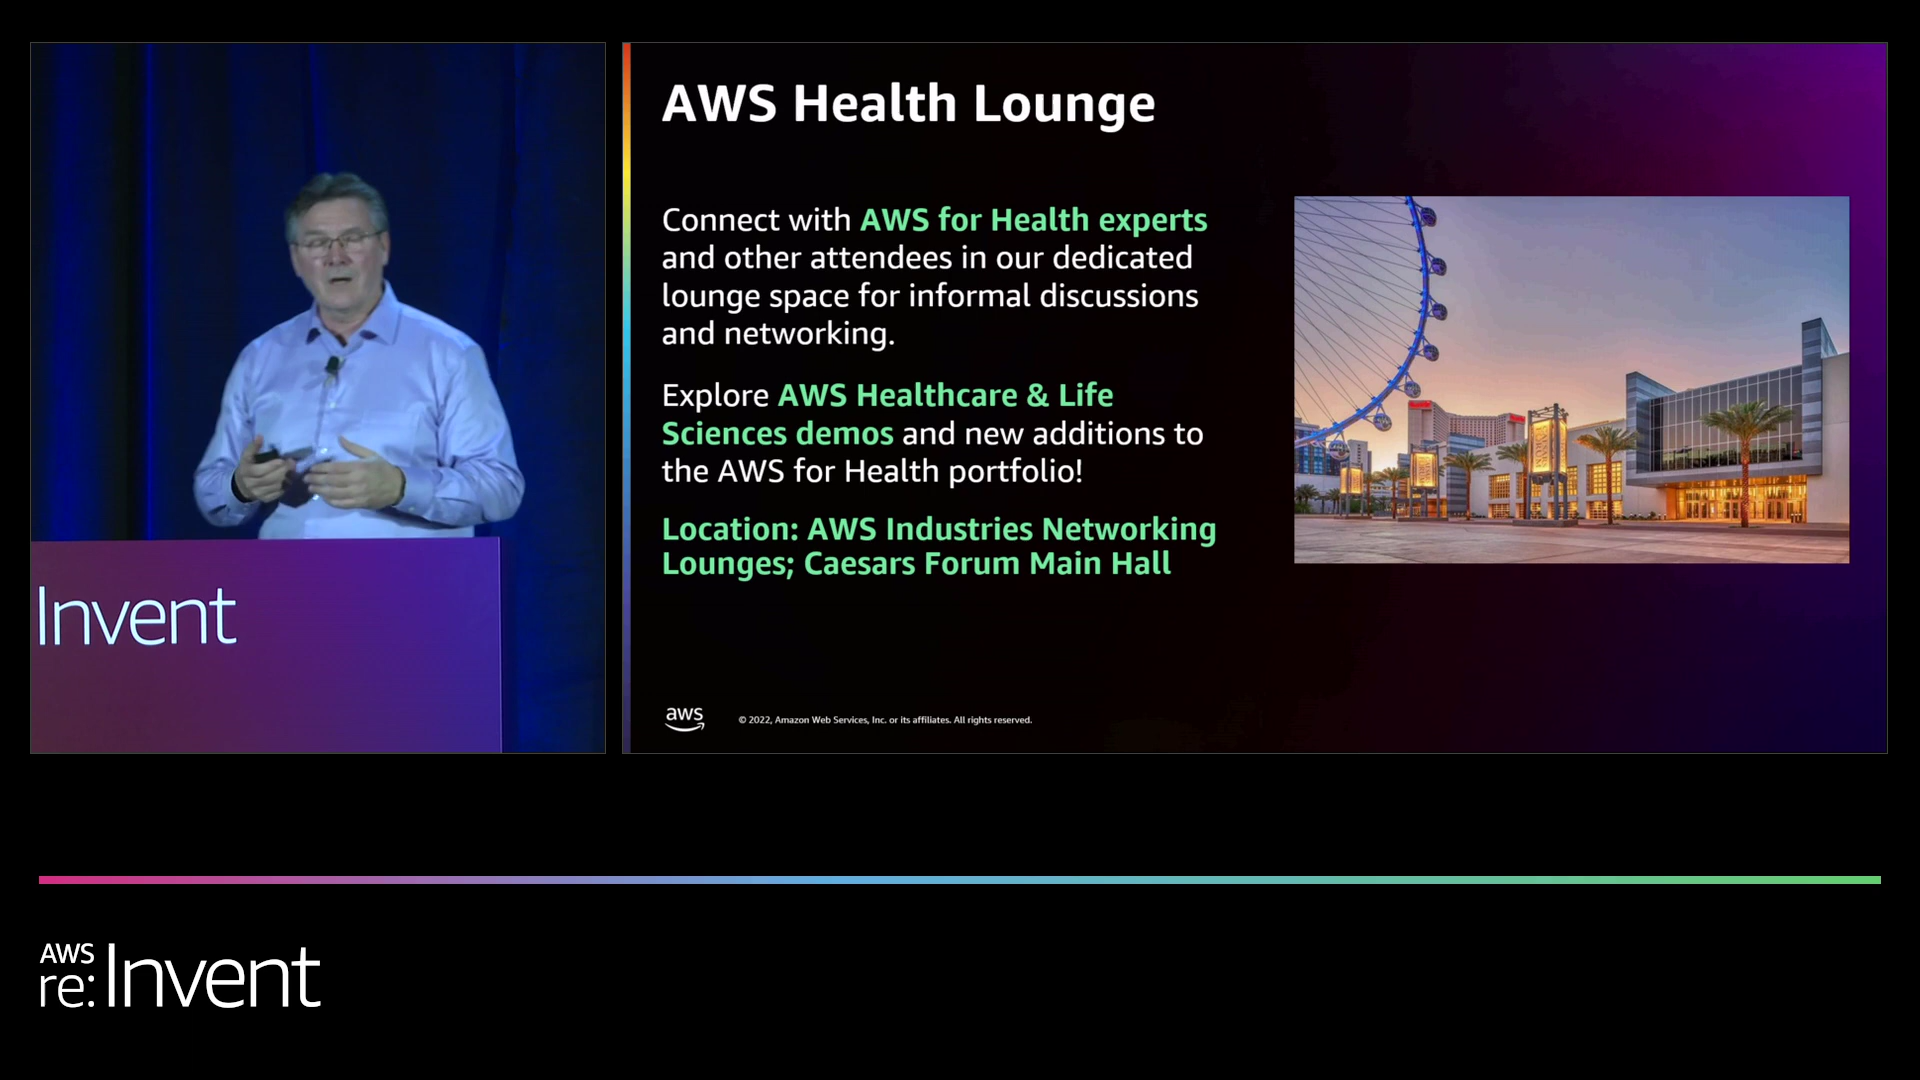 AWS Health Lounge
Connect with AWS for Health experts
and other attendees in our dedicated
lounge space for informal discussions
and networking.
Explore AWS Healthcare & Life
Sciences demos and new additions to
the AWS for Health portfolio!
Location: AWS Industries Networking
Lounges; Caesars Forum Main Hall
aws
© 2022, Amazon Web Services, Inc. or its affiliates. All rights reserved.
Invent
AWS
re:Invent